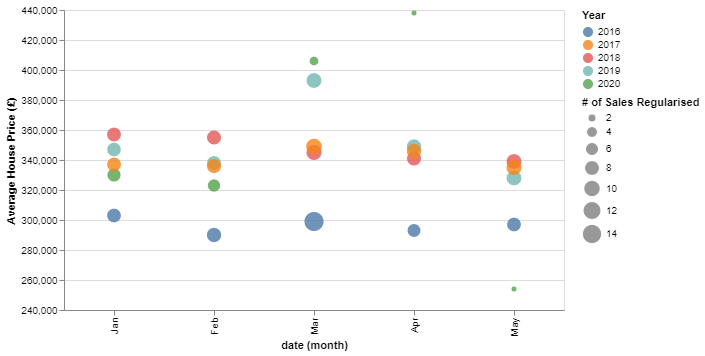 440,000
420,000
400,000
380,000
360,000
340,000
320,000
300,000
280,000
260,000
240,000
Average House Price (£)
Jan
Feb
Mar
Apr
May
date (month)
Year
2016
2017
2018
2019
2020
# of Sales Regularised
2
4
6
8
10
12
14